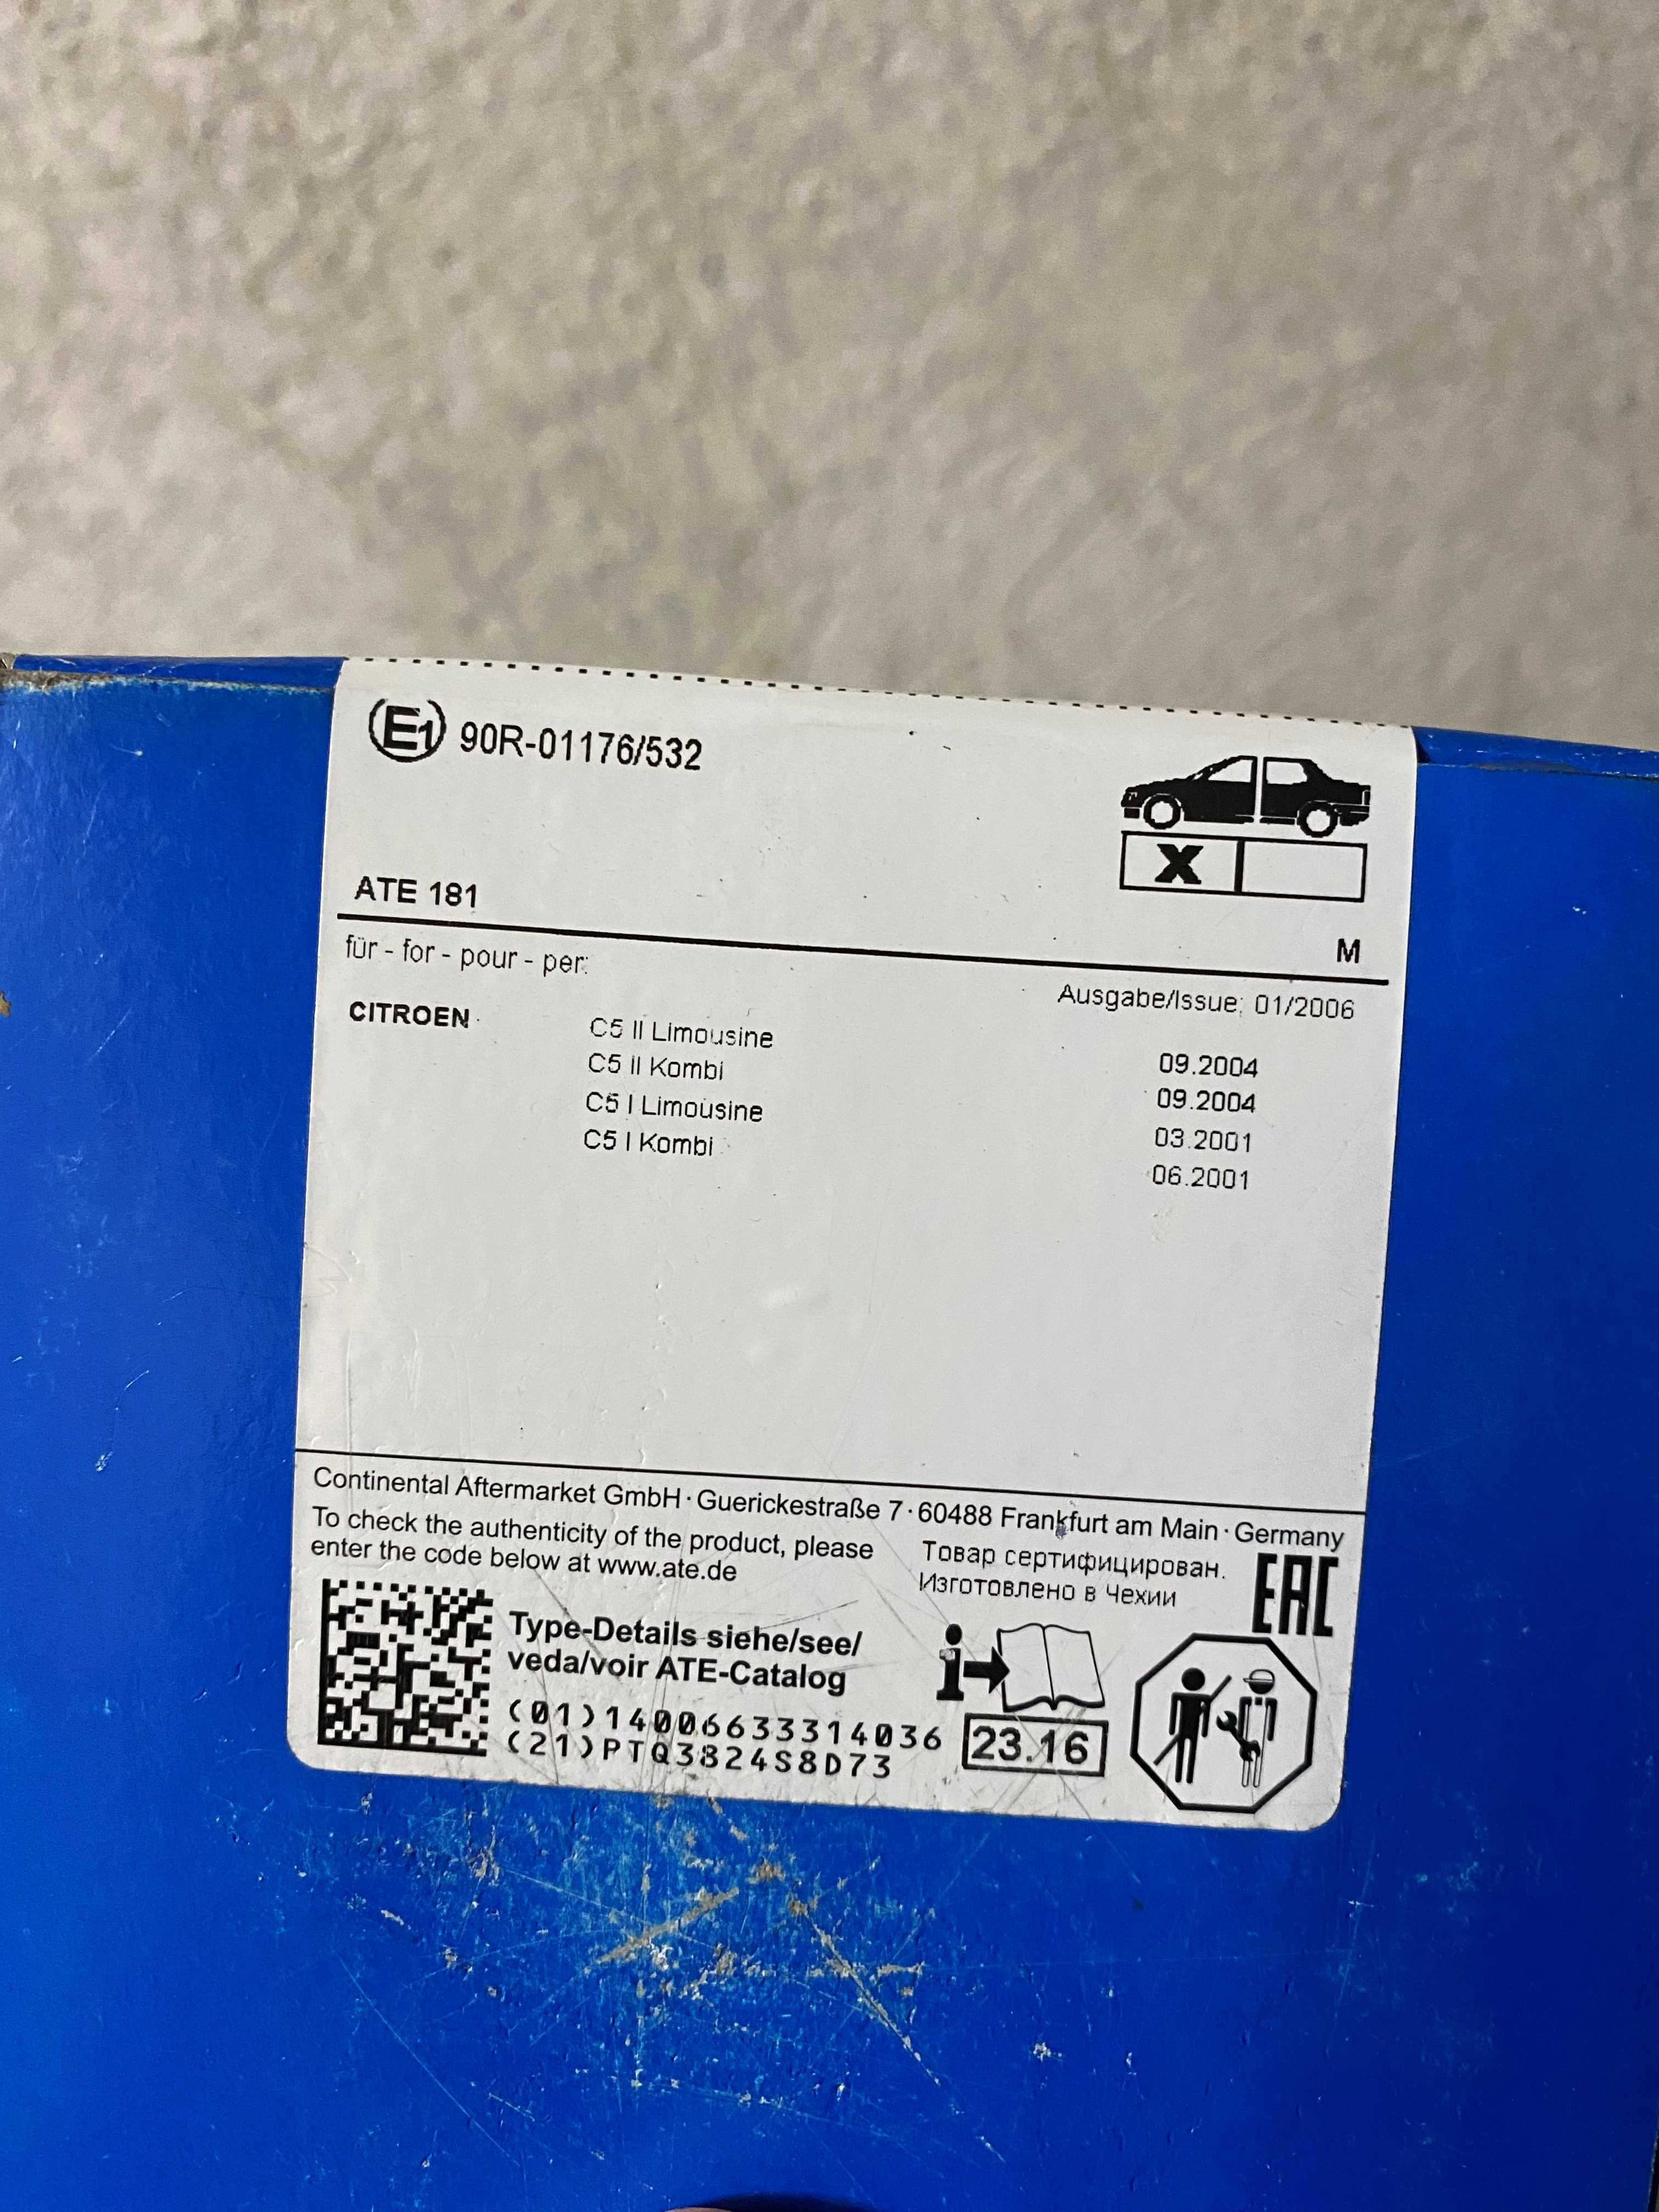 E1 90R-01176/532
X
ATE 181
M
für - for - pour - per:
Ausgabe/Issue: 01/2006
CITROEN C5 II Limousine 09.2004
C5 II Kombi 09.2004
C5 I Limousine 03.2001
C5 I Kombi 06.2001
Continental Aftermarket GmbH · Guerickestraße 7 · 60488 Frankfurt am Main · Germany
To check the authenticity of the product, please
enter the code below at www.ate.de
Товар сертифицирован.
Изготовлено в Чехии
EAC
Type-Details siehe/see/
veda/voir ATE-Catalog
(01)14006633314036
(21)PTQ3824S8D73
23.16